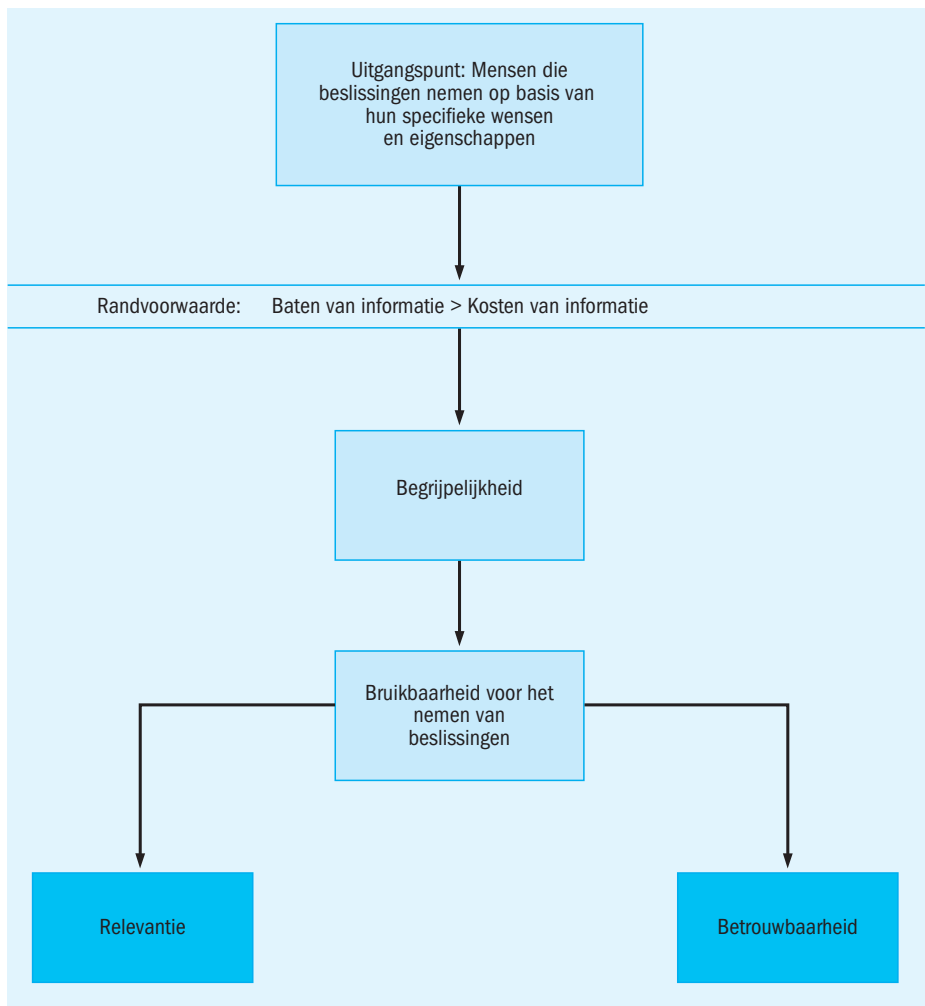 Uitgangspunt: Mensen die
beslissingen nemen op basis van
hun specifieke wensen
en eigenschappen
Randvoorwaarde: Baten van informatie > Kosten van informatie
Begrijpelijkheid
Bruikbaarheid voor het
nemen van
beslissingen
Relevantie
Betrouwbaarheid